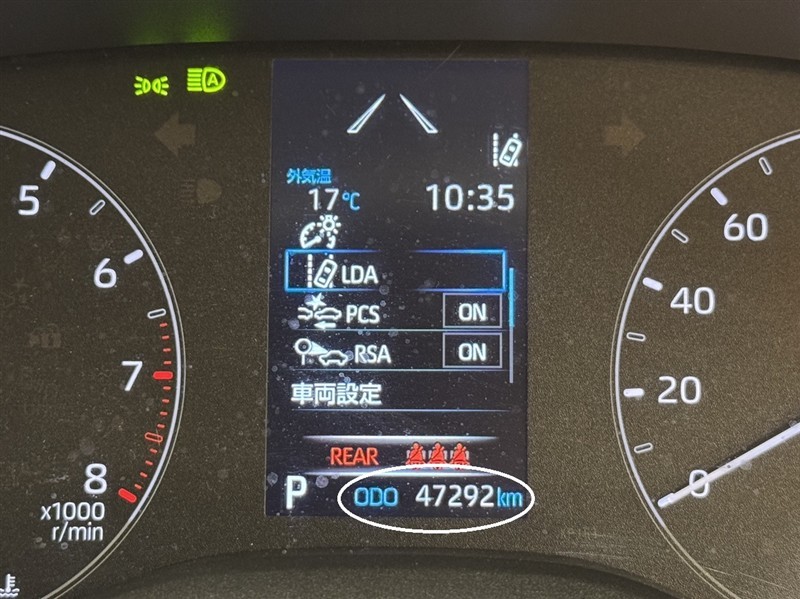 外気温
17℃ 10:35
LDA
PCS ON
RSA ON
車両設定
REAR
P ODO 47292km
5
6
7
8
x1000
r/min
60
40
20
0
A